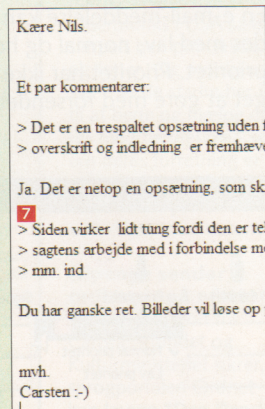 Kære Nils.
Et par kommentarer:
> Det er en trespaltet opsætning uden
> overskrift og indledning er fremhæve
Ja. Det er netop en opsætning, som sk
7
> Siden virker lidt tung fordi den er te
> sagtens arbejde med i forbindelse m
> mm. ind.
Du har ganske ret. Billeder vil løse op
mvh.
Carsten :-)